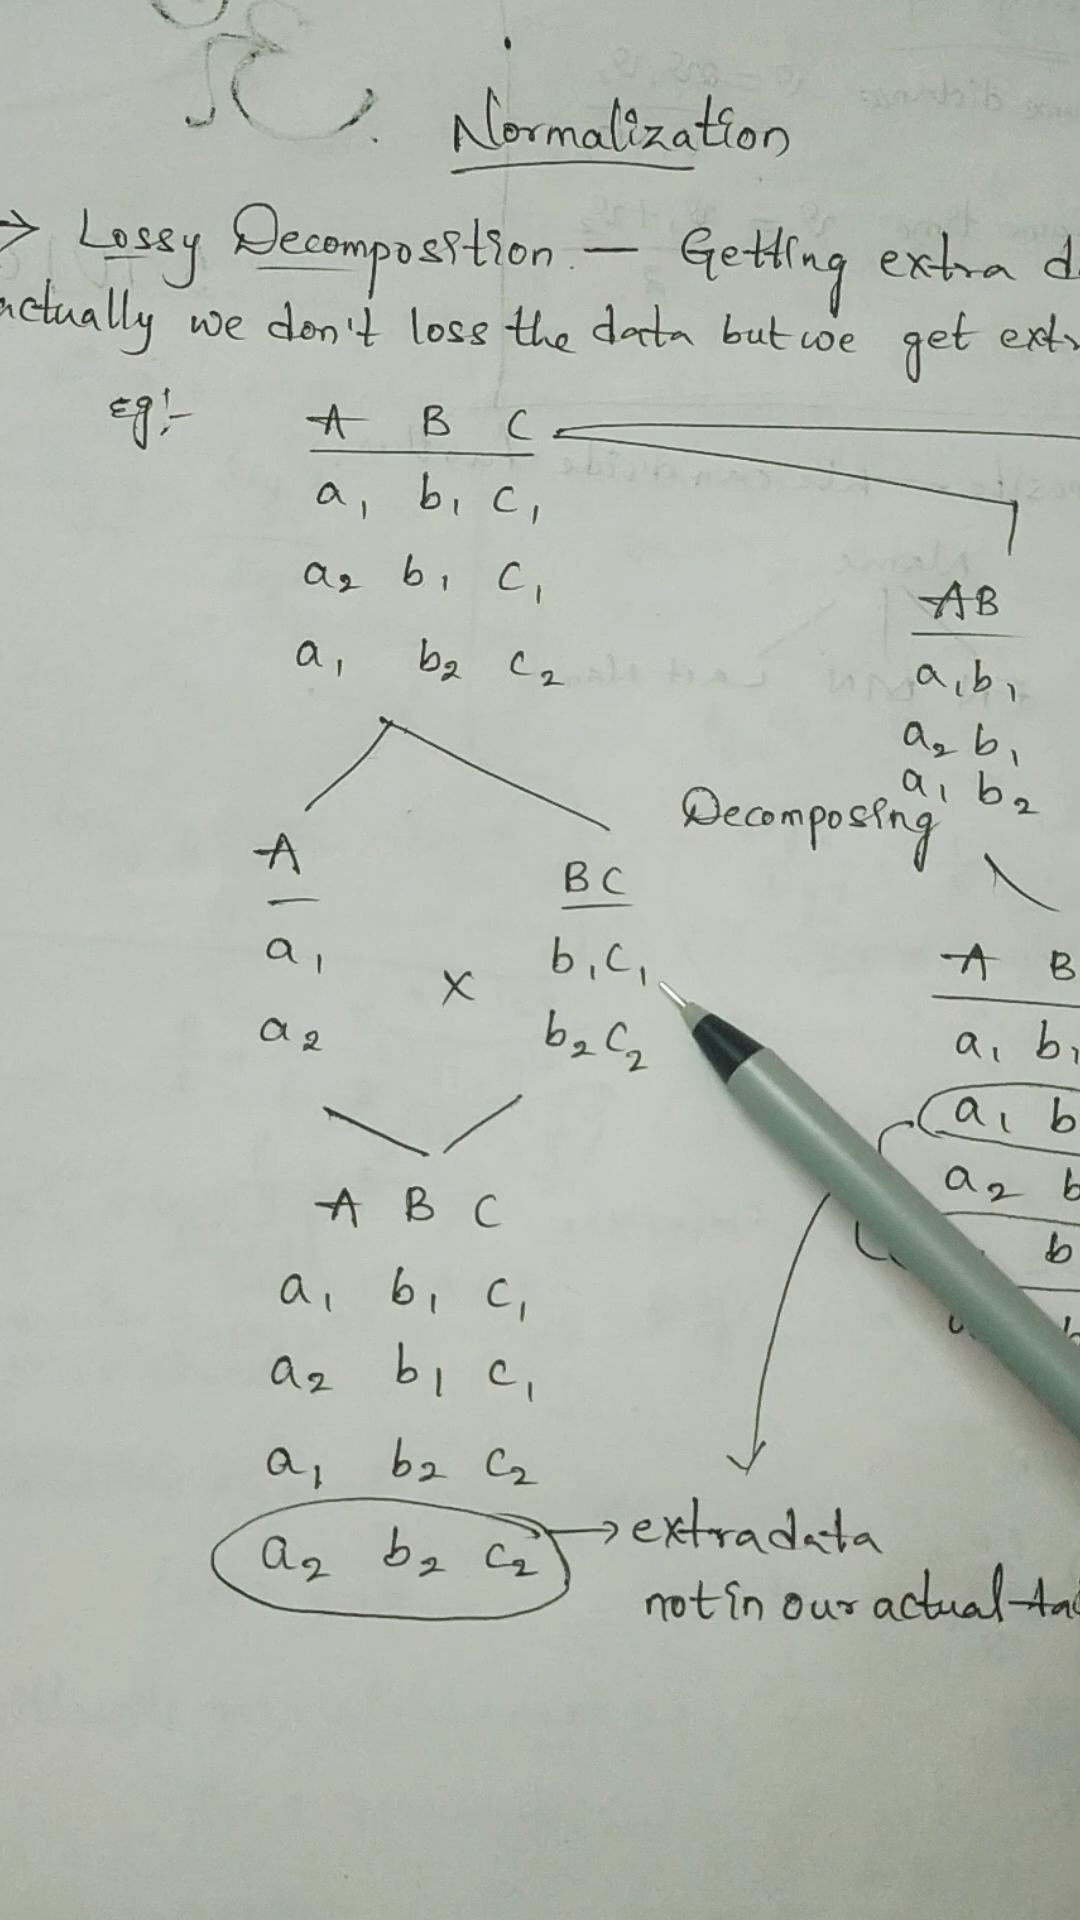 Normalization
→ Lossy Decomposition - Getting extra
actually we don't loss the data but we get
Eg:-
A B C
a1 b1 c1
a2 b1 c1
a1 b2 c2
AB
a1b1
a2 b1
a1 b2
Decomposing
A
a1
a2
x
BC
b1c1
b2c2
A B
a1 b1
a1 b
a2 b
b
A B C
a1 b1 c1
a2 b1 c1
a1 b2 c2
a2 b2 c2
→ extra data
not in our actual